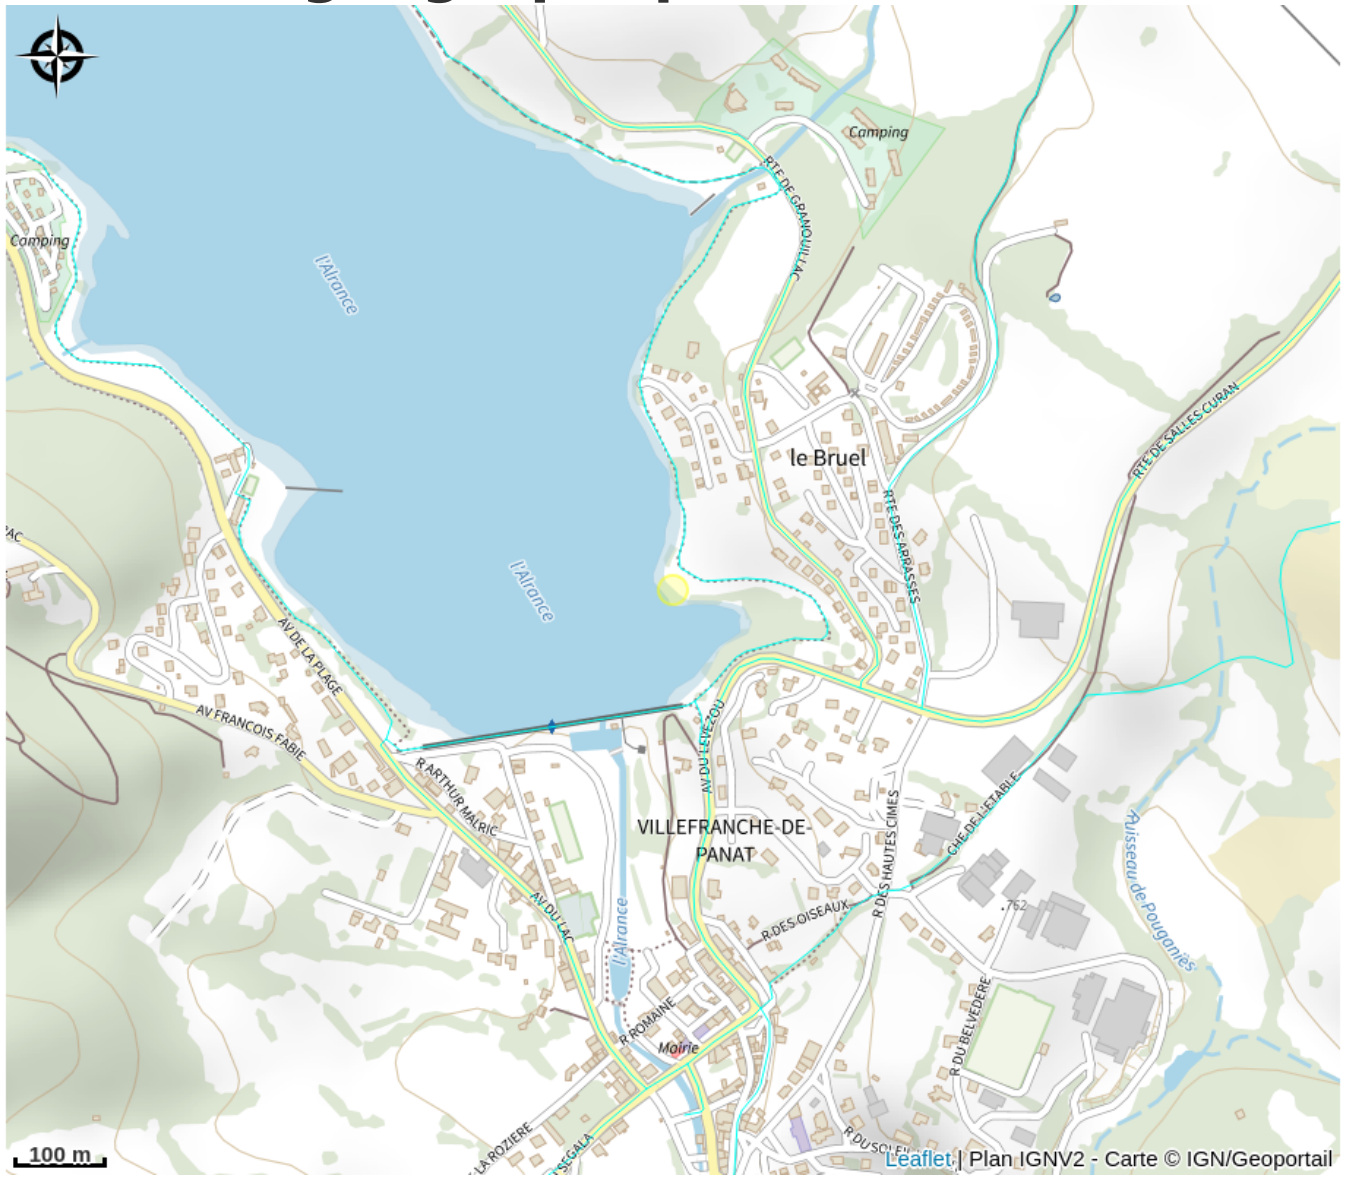 Camping
RTE DE GRANOUILLAC
Camping
l'Alrance
RTE DE SALLES CURAN
le Bruel
RTE DES ARRASSES
l'Alrance
AV DE LA PLAGE
AV FRANCOIS FABIE
AV DU LEVEZOU
R ARTHUR MALRIC
VILLEFRANCHE-DE-
PANAT
R DES HAUTES CIMES
CHE DE L'ETABLE
Ruisseau de Pouganies
AV DU LAC
l'Alrance
R DES OISEAUX
.762
R DU BELVEDERE
R ROMAINE
Mairie
LA ROZIERE
SEGALA
100 m
Leaflet | Plan IGNV2 - Carte © IGN/Geoportail